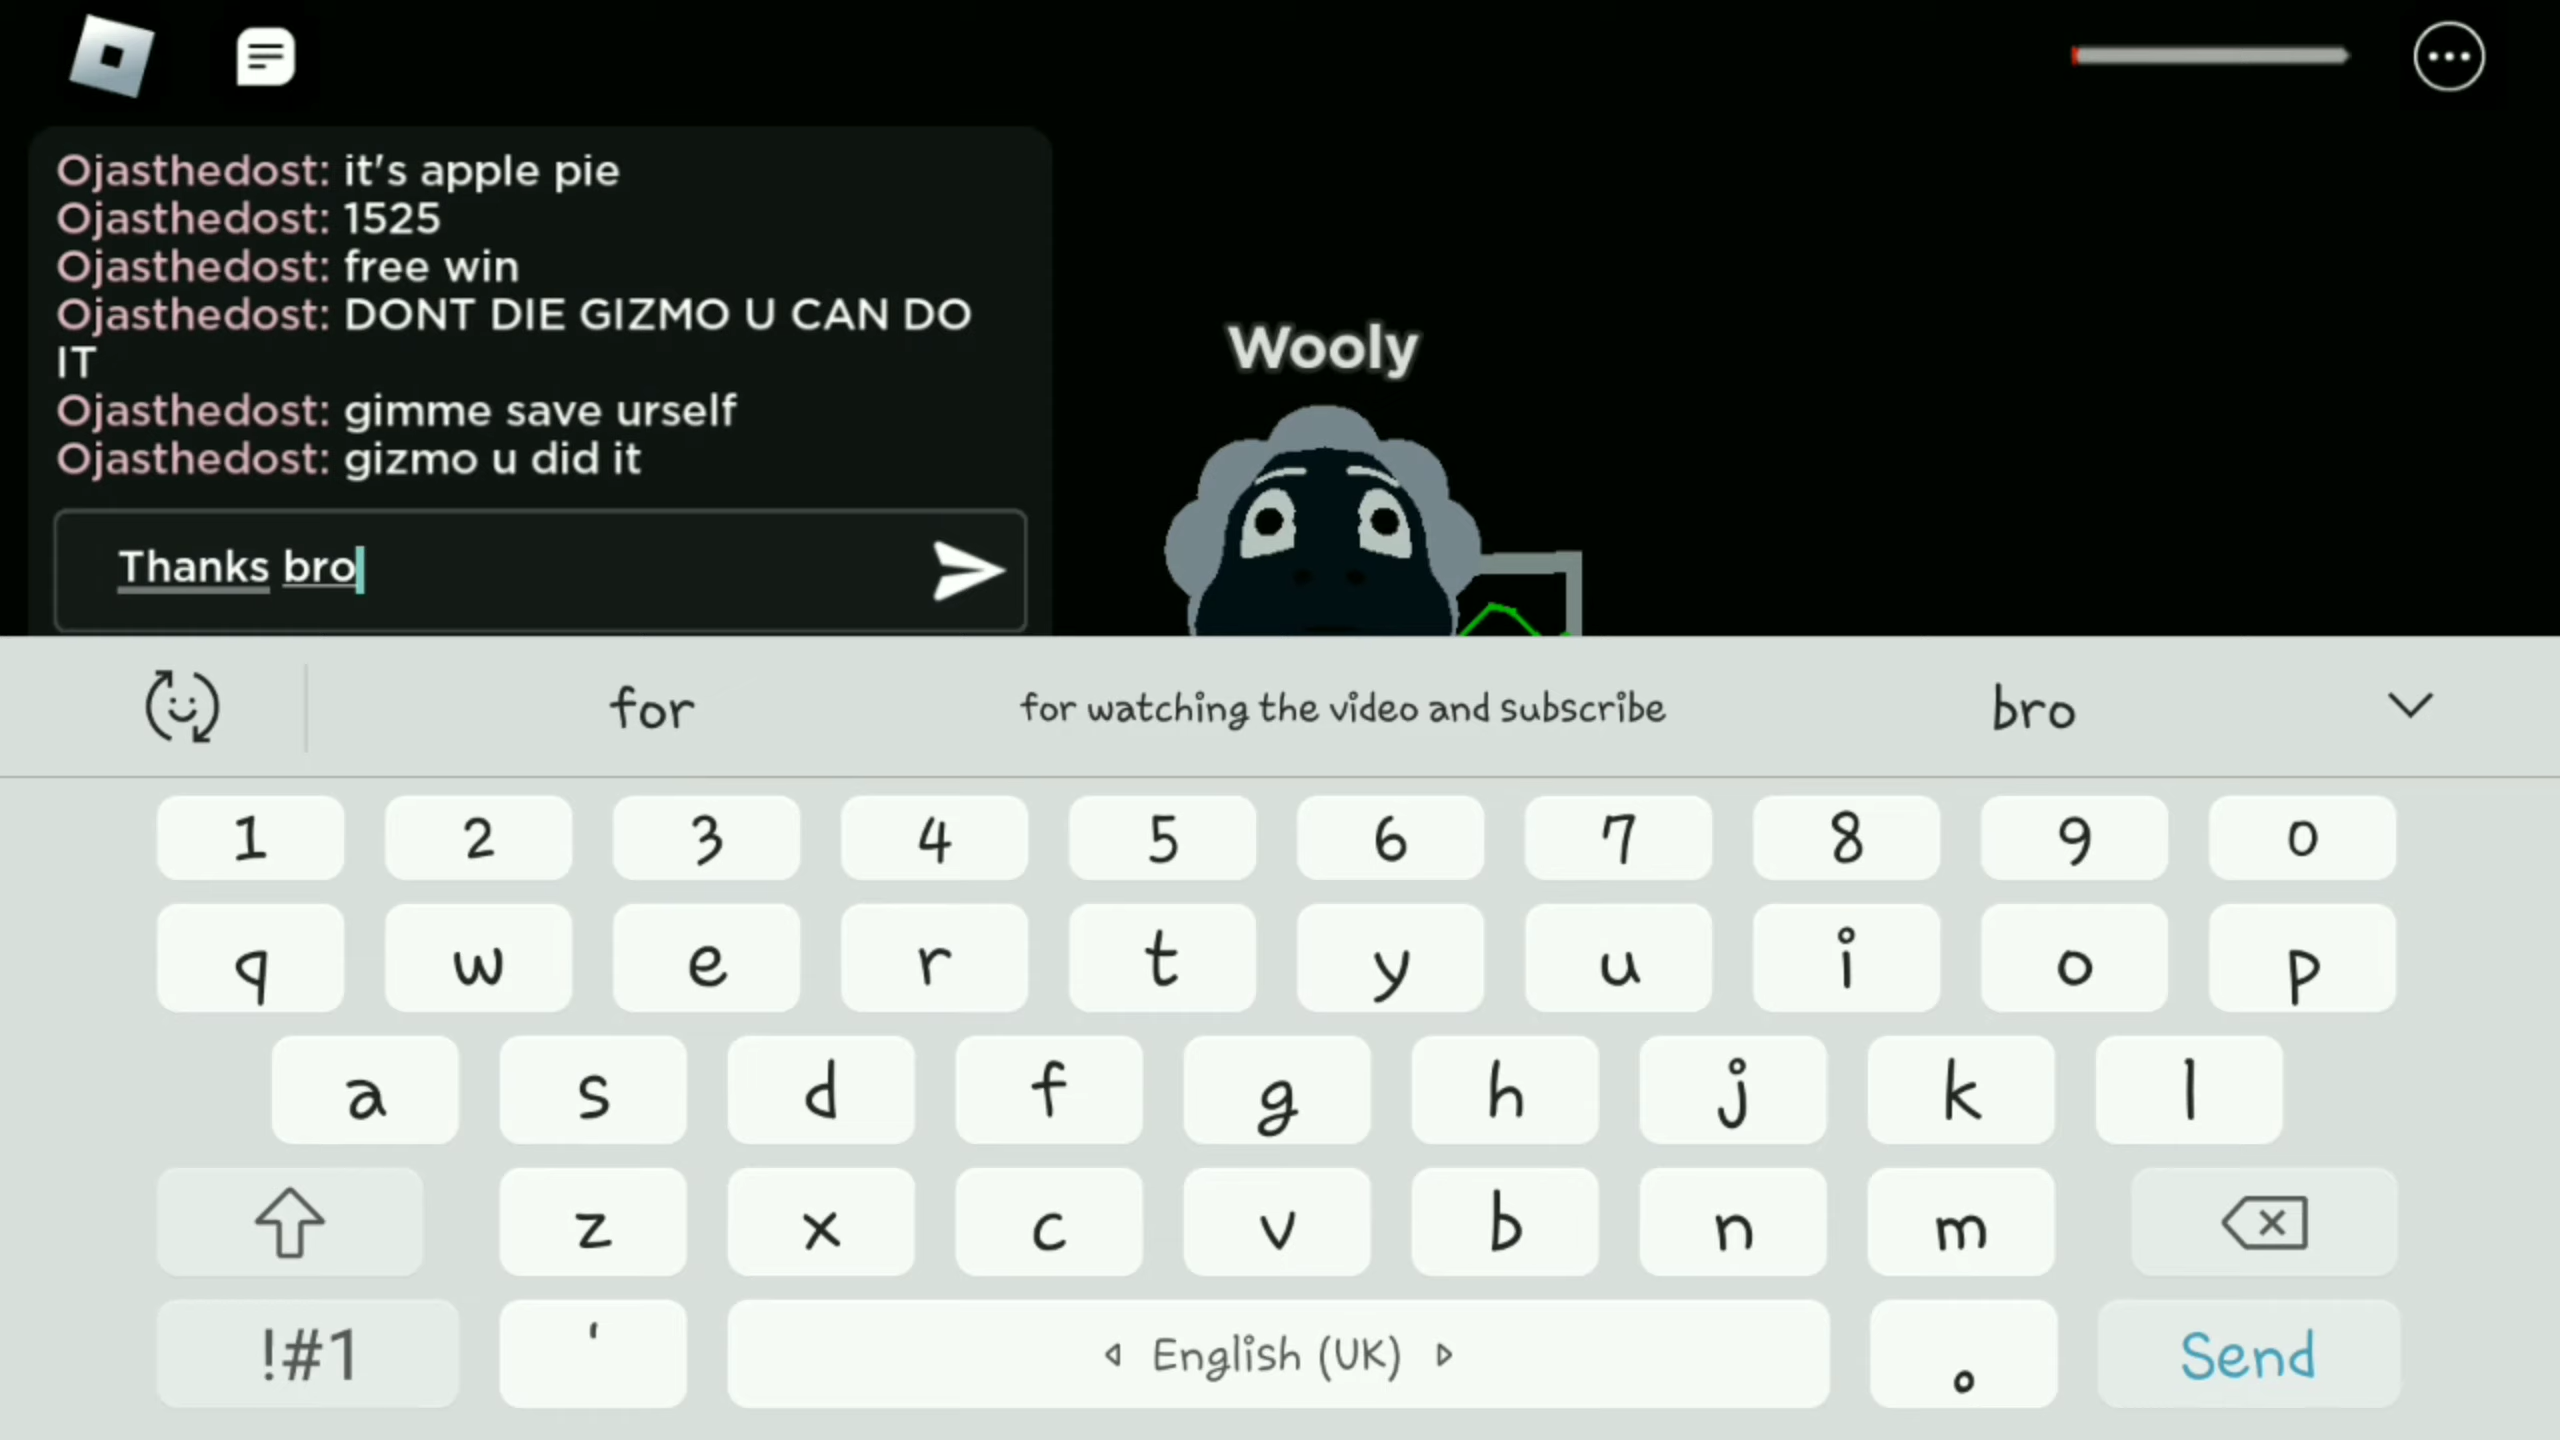 Ojasthedost: it's apple pie
Ojasthedost: 1525
Ojasthedost: free win
Ojasthedost: DONT DIE GIZMO U CAN DO
IT
Ojasthedost: gimme save urself
Ojasthedost: gizmo u did it
Wooly
Thanks bro
for for watching the video and subscribe bro
1 2 3 4 5 6 7 8 9 0
q w e r t y u i o p
a s d f g h j k l
z x c v b n m
!#1 ' English (UK) . Send